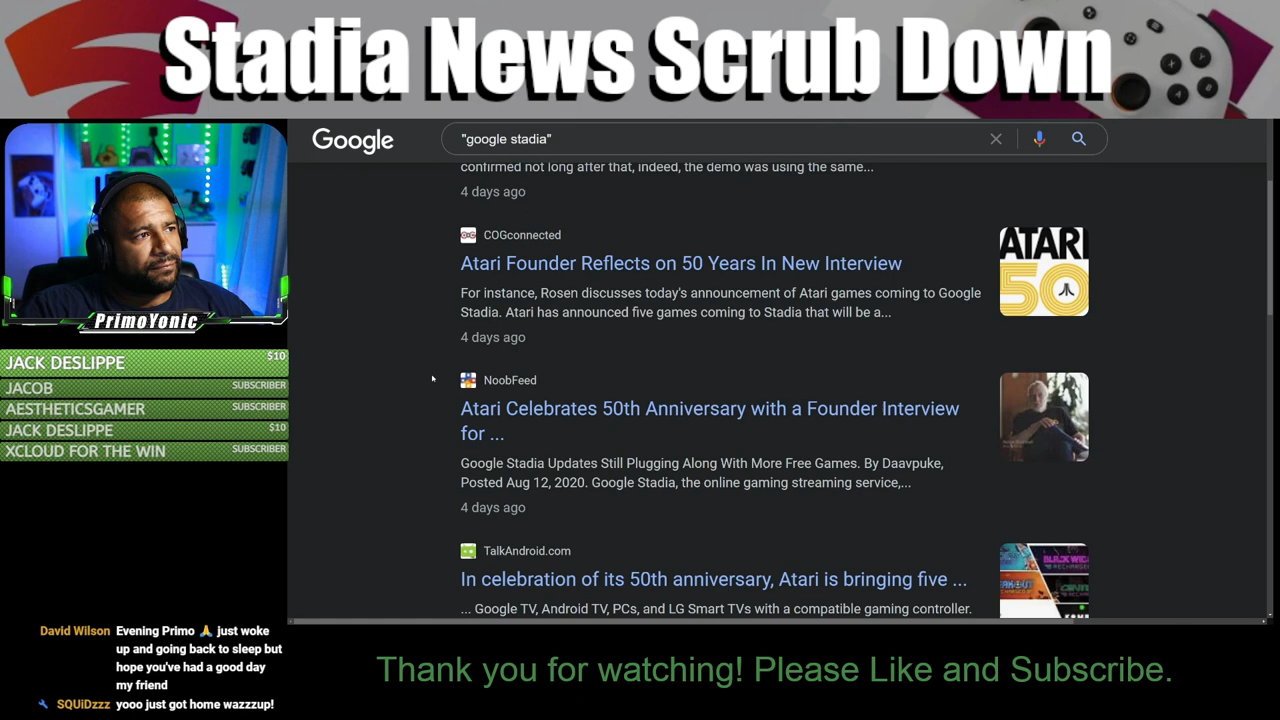 Stadia News Scrub Down
Google
"google stadia"
confirmed not long after that, indeed, the demo was using the same...
4 days ago
COGconnected
Atari Founder Reflects on 50 Years In New Interview
For instance, Rosen discusses today's announcement of Atari games coming to Google
Stadia. Atari has announced five games coming to Stadia that will be a...
4 days ago
ATARI
50
NoobFeed
Atari Celebrates 50th Anniversary with a Founder Interview
for ...
Google Stadia Updates Still Plugging Along With More Free Games. By Daavpuke,
Posted Aug 12, 2020. Google Stadia, the online gaming streaming service,...
4 days ago
TalkAndroid.com
In celebration of its 50th anniversary, Atari is bringing five ...
... Google TV, Android TV, PCs, and LG Smart TVs with a compatible gaming controller.
PrimoYonic
JACK DESLIPPE $10
JACOB SUBSCRIBER
AESTHETICSGAMER SUBSCRIBER
JACK DESLIPPE $10
XCLOUD FOR THE WIN SUBSCRIBER
David Wilson Evening Primo 🙏 just woke
up and going back to sleep but
hope you've had a good day
my friend
SQUiDzzz yooo just got home wazzzup!
Thank you for watching! Please Like and Subscribe.